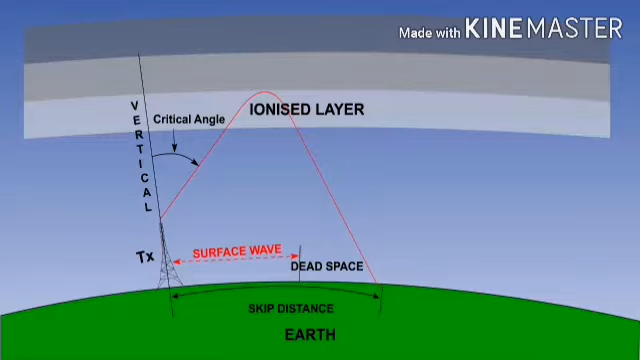 Made with KINEMASTER
VERTICAL
Critical Angle
IONISED LAYER
Tx
SURFACE WAVE
DEAD SPACE
SKIP DISTANCE
EARTH